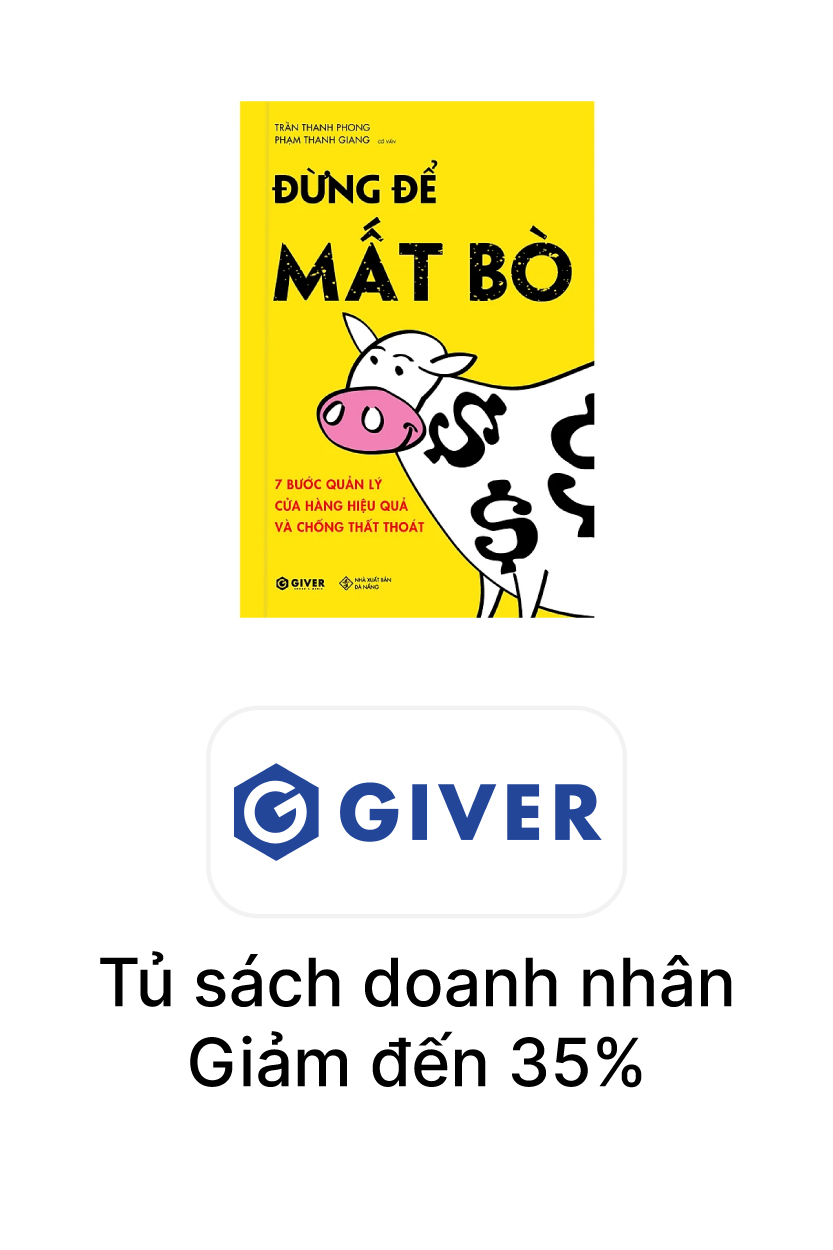 TRẦN THANH PHONG
PHẠM THANH GIANG CỐ VẤN
ĐỪNG ĐỂ
MẤT BÒ
7 BƯỚC QUẢN LÝ
CỬA HÀNG HIỆU QUẢ
VÀ CHỐNG THẤT THOÁT
GIVER
NHÀ XUẤT BẢN
ĐÀ NẴNG
GIVER
Tủ sách doanh nhân
Giảm đến 35%